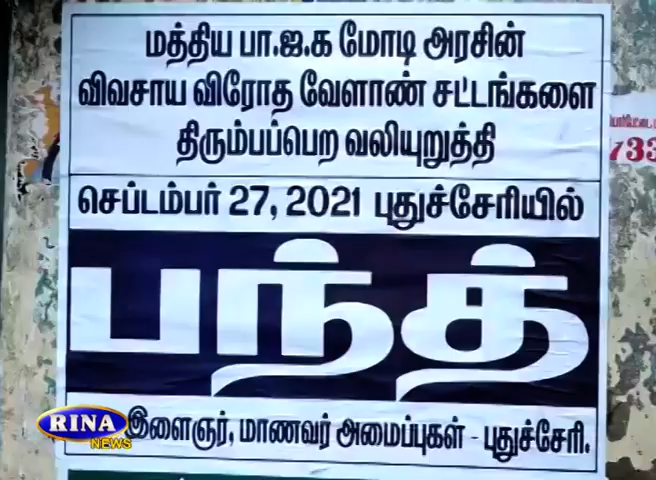 மத்திய பா.ஜ.க மோடி அரசின்
விவசாய விரோத வேளாண் சட்டங்களை
திரும்பப்பெற வலியுறுத்தி
செப்டம்பர் 27, 2021 புதுச்சேரியில்
பந்த்
இளைஞர், மாணவர் அமைப்புகள் - புதுச்சேரி.
RINA
NEWS
733